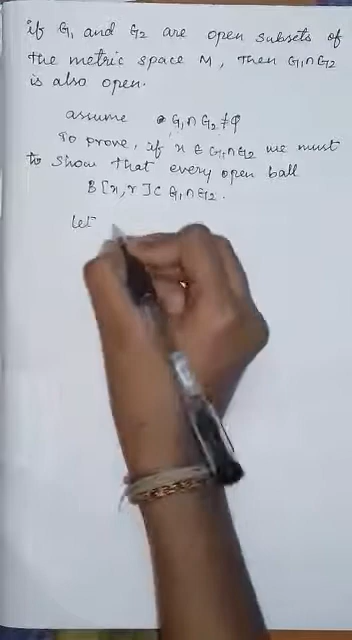 if G₁ and G₂ are open subsets of
the metric space M, then G₁∩G₂
is also open.
assume G₁∩G₂ ≠ φ
To prove, if x ∈ G₁∩G₂ we must
to show that every open ball
B[x, r] ⊂ G₁∩G₂.
let